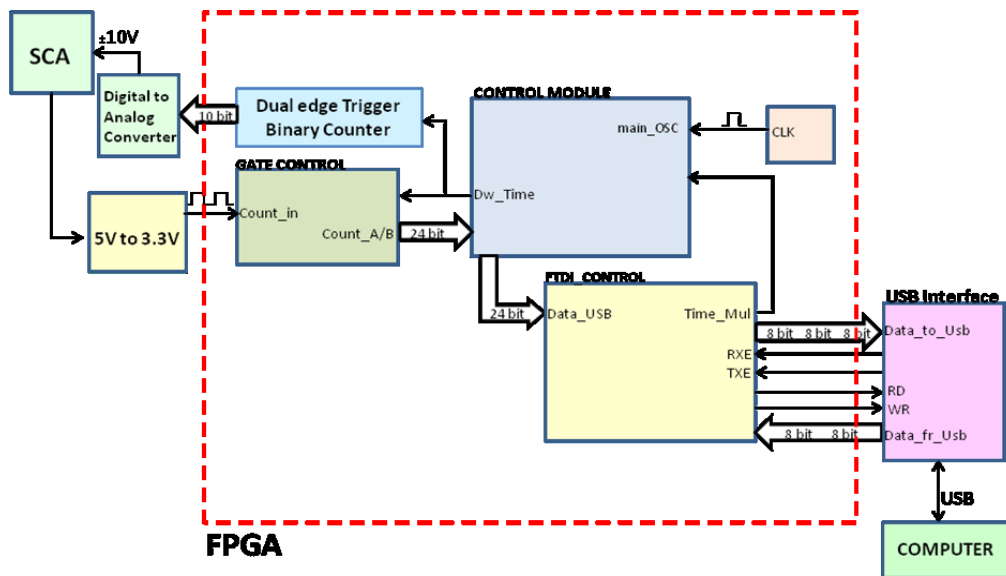 SCA
±10V
Digital to
Analog
Converter
10 bit
Dual edge Trigger
Binary Counter
CONTROL MODULE
main_OSC
CLK
GATE CONTROL
Dw_Time
Count_in
Count_A/B
24 bit
5V to 3.3V
FTDI_CONTROL
24 bit
Data_USB
Time_Mul
RXE
TXE
8 bit 8 bit 8 bit
8 bit 8 bit
USB Interface
Data_to_Usb
RD
WR
Data_fr_Usb
USB
COMPUTER
FPGA